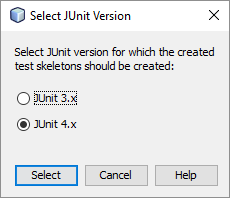 Select JUnit Version
Select JUnit version for which the created
test skeletons should be created:
JUnit 3.x
JUnit 4.x
Select Cancel Help